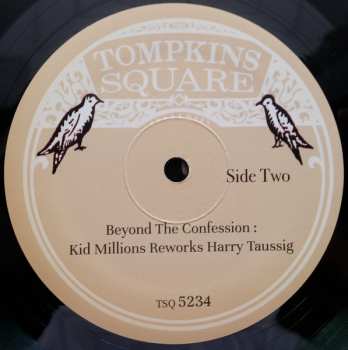 TOMPKINS
SQUARE
Side Two
Beyond The Confession :
Kid Millions Reworks Harry Taussig
TSQ 5234